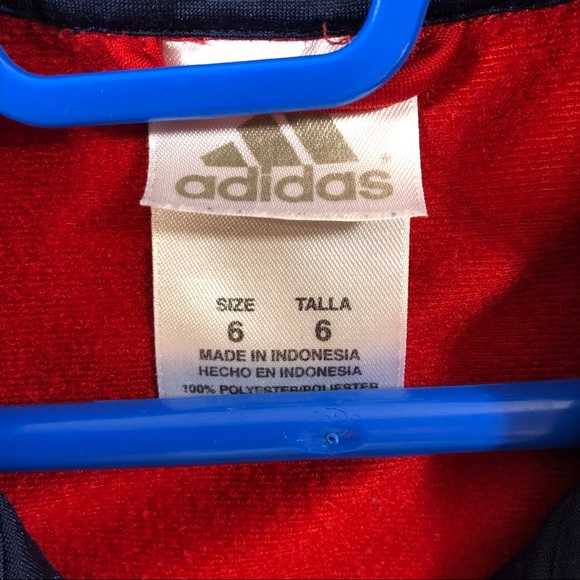 adidas
SIZE TALLA
6 6
MADE IN INDONESIA
HECHO EN INDONESIA
100% POLYESTER/POLIESTER